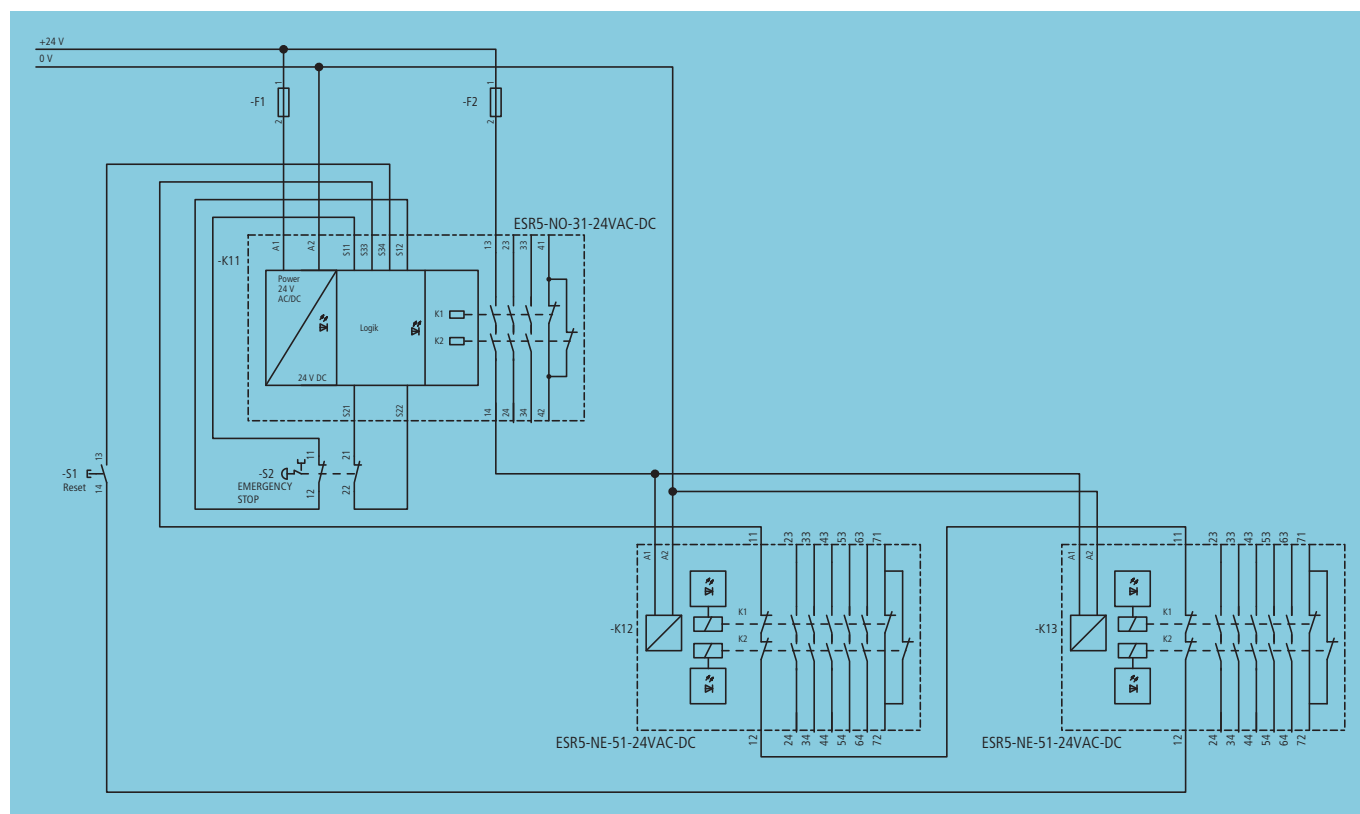 +24 V
0 V
-F1
1
2
-F2
1
2
ESR5-NO-31-24VAC-DC
-K11
A1
A2
S11
S33
S34
S12
13
23
33
41
Power
24 V
AC/DC
Logik
K1
K2
24 V DC
S21
S22
14
24
34
42
-S1
Reset
13
14
-S2
EMERGENCY
STOP
11
12
21
22
A1
A2
11
23
33
43
53
63
71
K1
-K12
K2
ESR5-NE-51-24VAC-DC
12
24
34
44
54
64
72
A1
A2
11
23
33
43
53
63
71
K1
-K13
K2
ESR5-NE-51-24VAC-DC
12
24
34
44
54
64
72